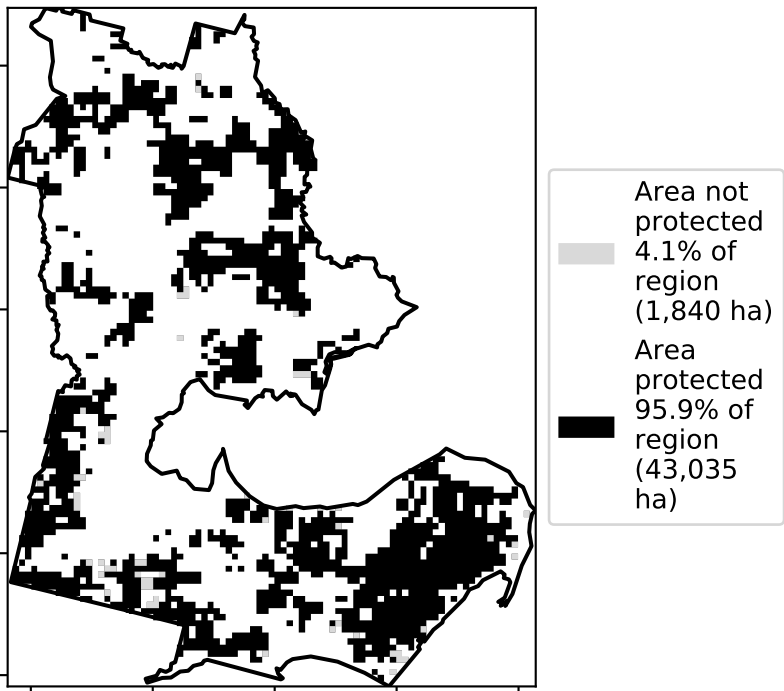 Area not
protected
4.1% of
region
(1,840 ha)
Area
protected
95.9% of
region
(43,035
ha)